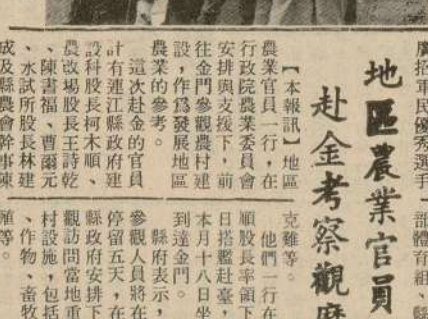 廣招軍民優秀選手
部體育組、縣
地區農業官員
赴金考察觀摩
【本報訊】地區
農業官員一行，在
行政院農業委員會
安排與支援下，前
往金門參觀農村建
設，作為發展地區
農業的參考。
這次赴金的官員
計有連江縣政府建
設科股長柯木順、
農改場股長王詩乾
、陳書福、曹爾元
、水試所股長林建
成及縣農會幹事陳
克難等。
他們一行在
順股長率領下
日搭艦赴臺，
本月十八日坐
到達金門。
縣府表示，
參觀人員將在
停留五天，在
縣政府安排下
觀訪問當地重
村設施，包括
、作物、畜牧
殖等。